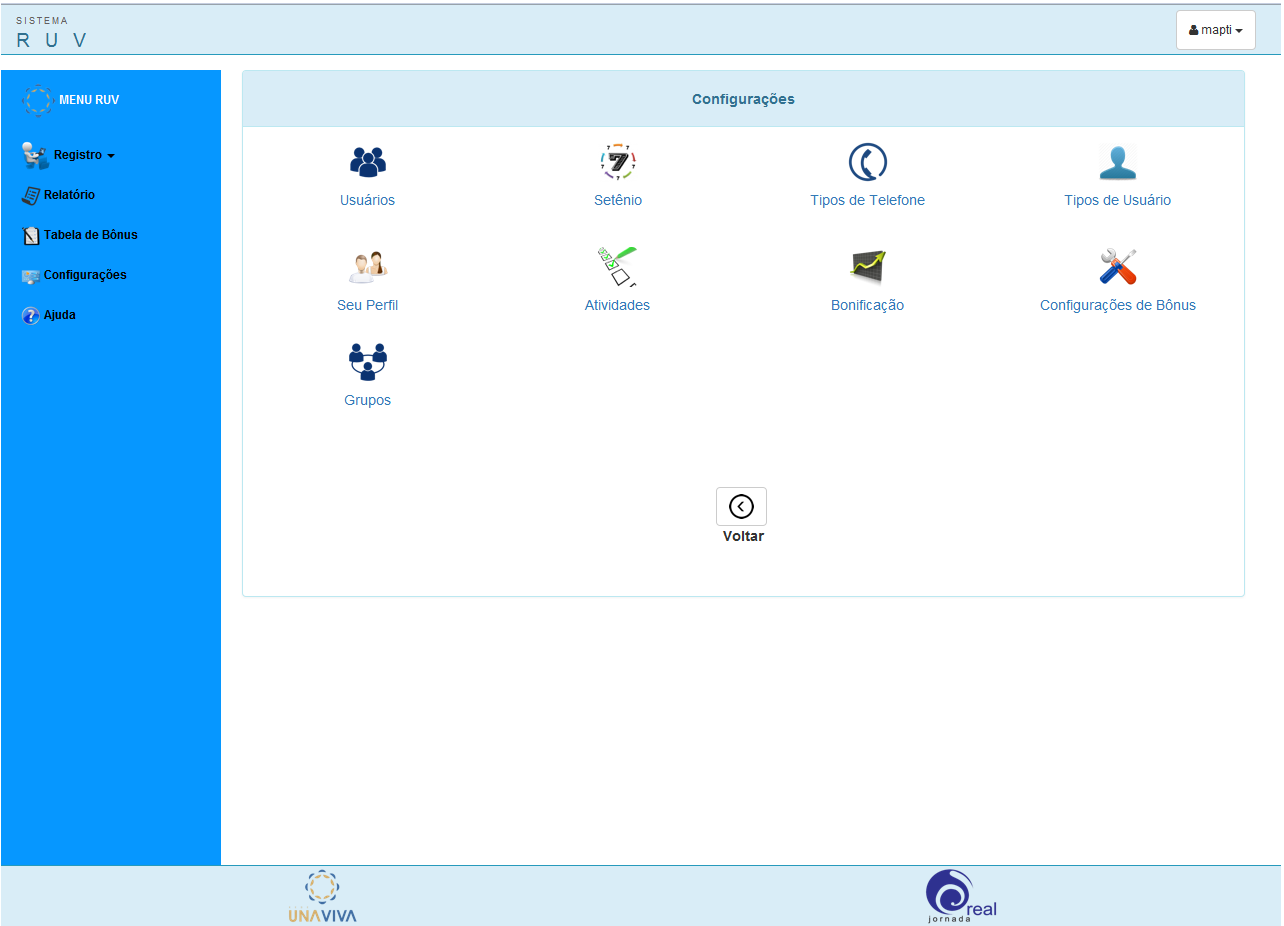 SISTEMA
R U V
mapti
MENU RUV
Registro
Relatório
Tabela de Bônus
Configurações
Ajuda
Configurações
Usuários
Setênio
Tipos de Telefone
Tipos de Usuário
Seu Perfil
Atividades
Bonificação
Configurações de Bônus
Grupos
Voltar
UNAVIVA
jornada real